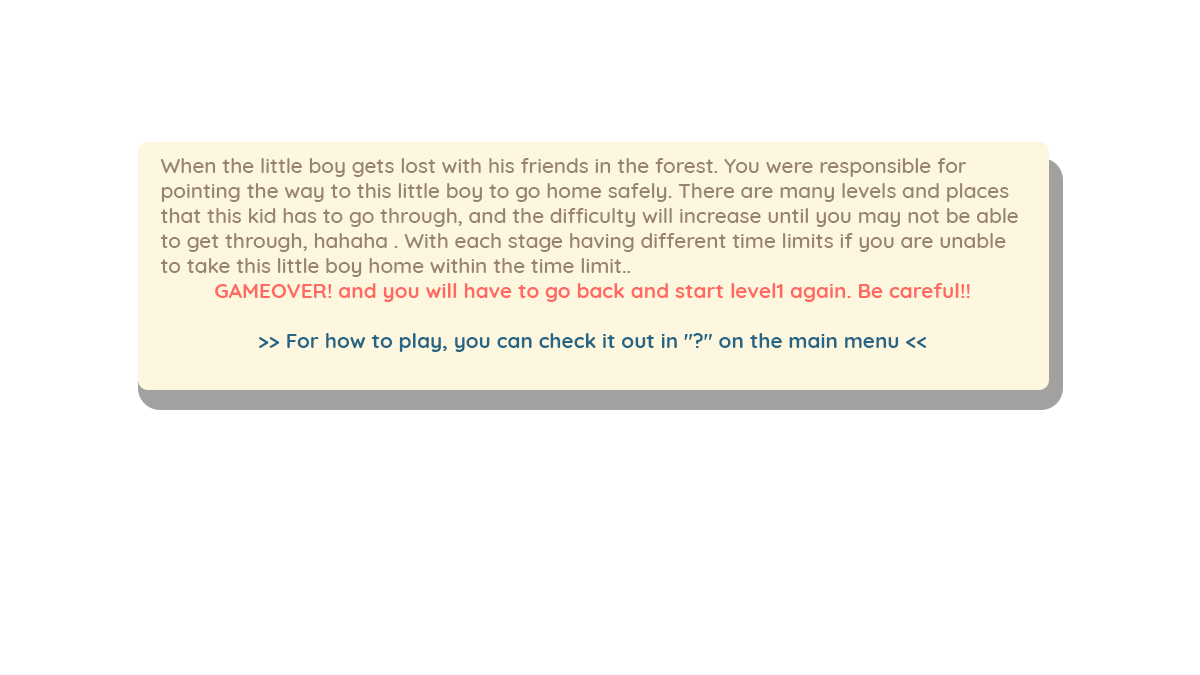 When the little boy gets lost with his friends in the forest. You were responsible for
pointing the way to this little boy to go home safely. There are many levels and places
that this kid has to go through, and the difficulty will increase until you may not be able
to get through, hahaha . With each stage having different time limits if you are unable
to take this little boy home within the time limit..
GAMEOVER! and you will have to go back and start level1 again. Be careful!!
>> For how to play, you can check it out in "?" on the main menu <<